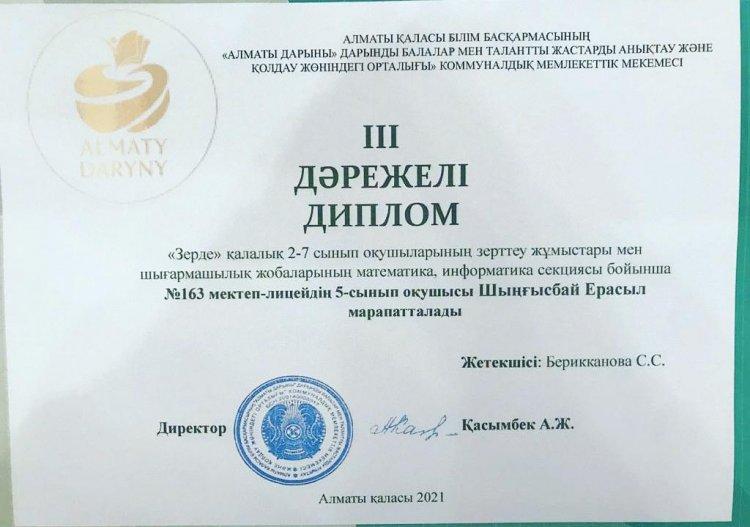 АЛМАТЫ ҚАЛАСЫ БІЛІМ БАСҚАРМАСЫНЫҢ
«АЛМАТЫ ДАРЫНЫ» ДАРЫНДЫ БАЛАЛАР МЕН ТАЛАНТТЫ ЖАСТАРДЫ АНЫҚТАУ ЖӘНЕ
ҚОЛДАУ ЖӨНІНДЕГІ ОРТАЛЫҒЫ» КОММУНАЛДЫҚ МЕМЛЕКЕТТІК МЕКЕМЕСІ
ALMATY
DARYNY
III
ДӘРЕЖЕЛІ
ДИПЛОМ
«Зерде» қалалық 2-7 сынып оқушыларының зерттеу жұмыстары мен
шығармашылық жобаларының математика, информатика секциясы бойынша
№163 мектеп-лицейдің 5-сынып оқушысы Шыңғысбай Ерасыл
марапатталады
Жетекшісі: Берикканова С.С.
Директор
Қасымбек А.Ж.
Алматы қаласы 2021